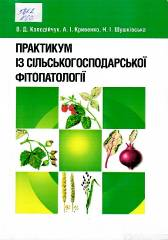 В. Д. Колодійчук, А. І. Кривенко, Н. І. Шушківська
ПРАКТИКУМ
ІЗ СІЛЬСЬКОГОСПОДАРСЬКОЇ
ФІТОПАТОЛОГІЇ